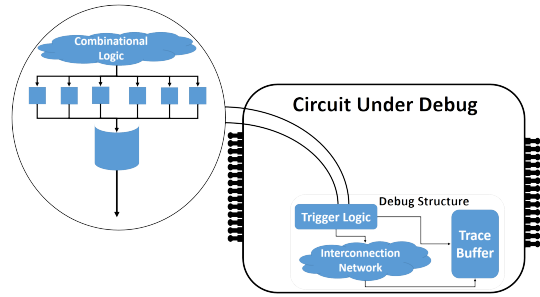 Combinational
Logic
Circuit Under Debug
Debug Structure
Trigger Logic
Trace
Buffer
Interconnection
Network